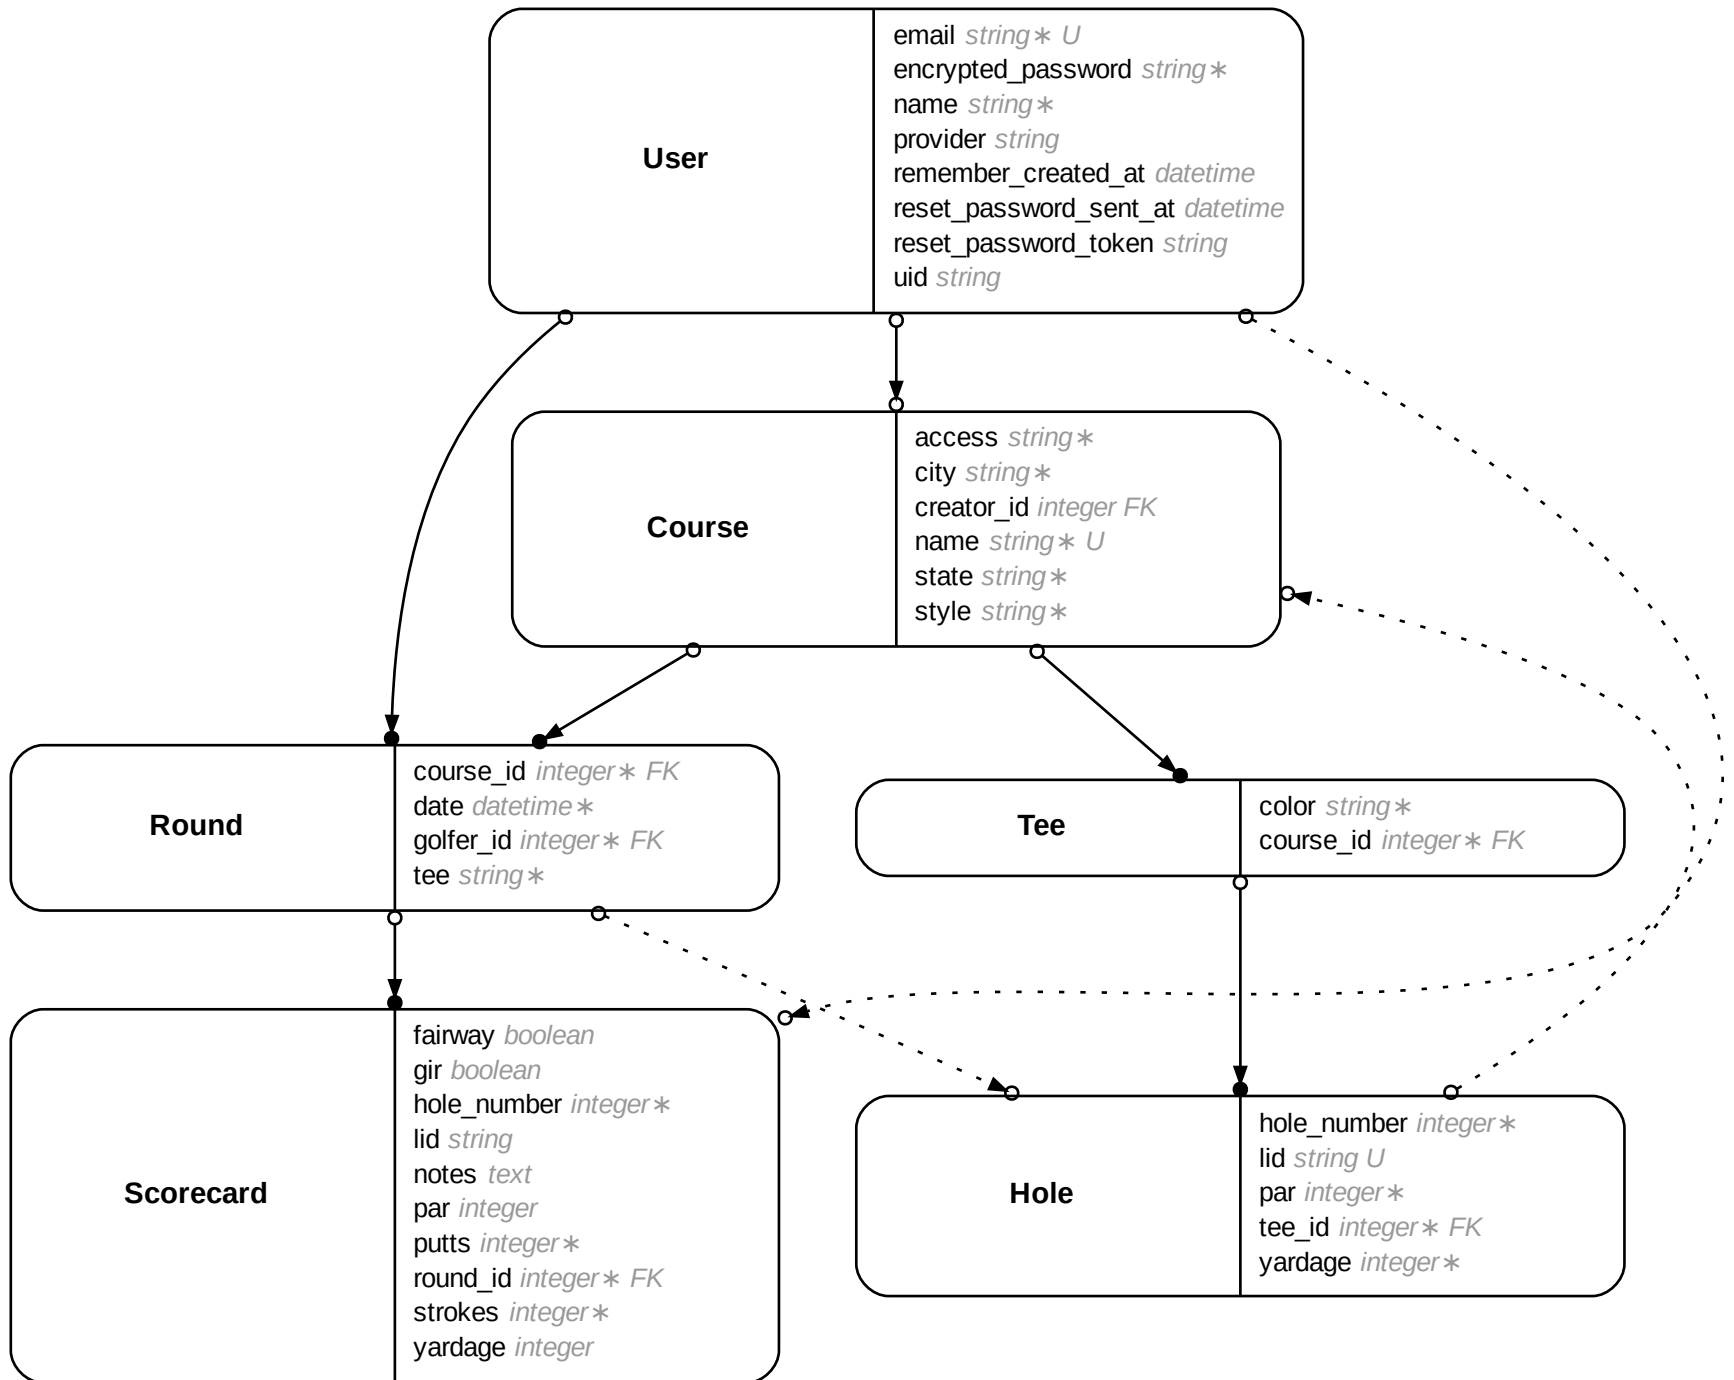 User
email string∗ U
encrypted_password string∗
name string∗
provider string
remember_created_at datetime
reset_password_sent_at datetime
reset_password_token string
uid string
Course
access string∗
city string∗
creator_id integer FK
name string∗ U
state string∗
style string∗
Round
course_id integer∗ FK
date datetime∗
golfer_id integer∗ FK
tee string∗
Tee
color string∗
course_id integer∗ FK
Scorecard
fairway boolean
gir boolean
hole_number integer∗
lid string
notes text
par integer
putts integer∗
round_id integer∗ FK
strokes integer∗
yardage integer
Hole
hole_number integer∗
lid string U
par integer∗
tee_id integer∗ FK
yardage integer∗